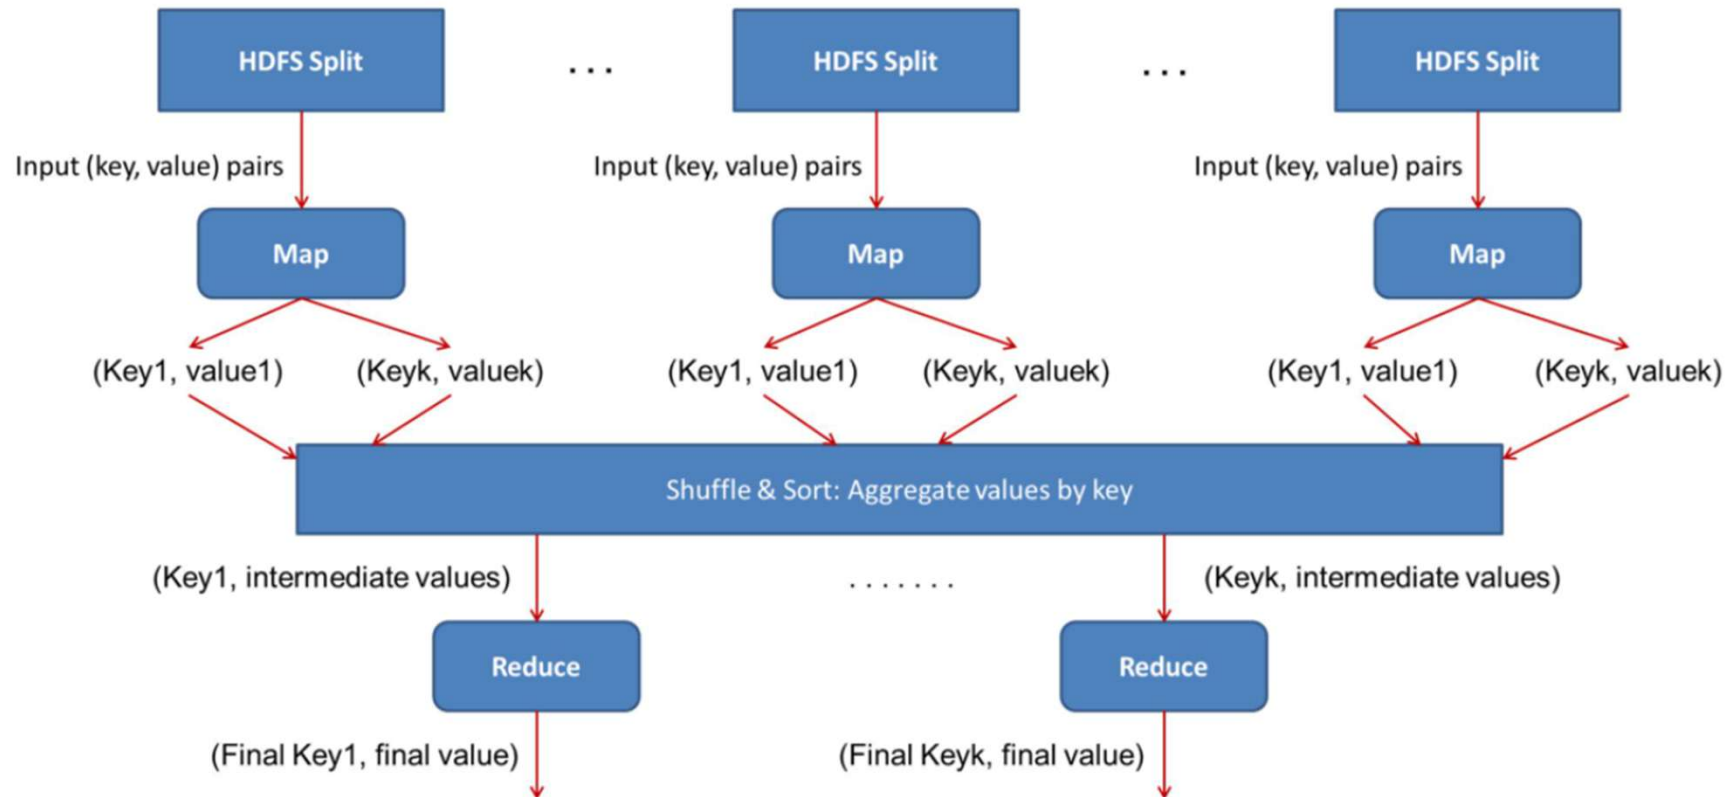 HDFS Split ... HDFS Split ... HDFS Split
Input (key, value) pairs Input (key, value) pairs Input (key, value) pairs
Map Map Map
(Key1, value1) (Keyk, valuek) (Key1, value1) (Keyk, valuek) (Key1, value1) (Keyk, valuek)
Shuffle & Sort: Aggregate values by key
(Key1, intermediate values) ....... (Keyk, intermediate values)
Reduce Reduce
(Final Key1, final value) (Final Keyk, final value)